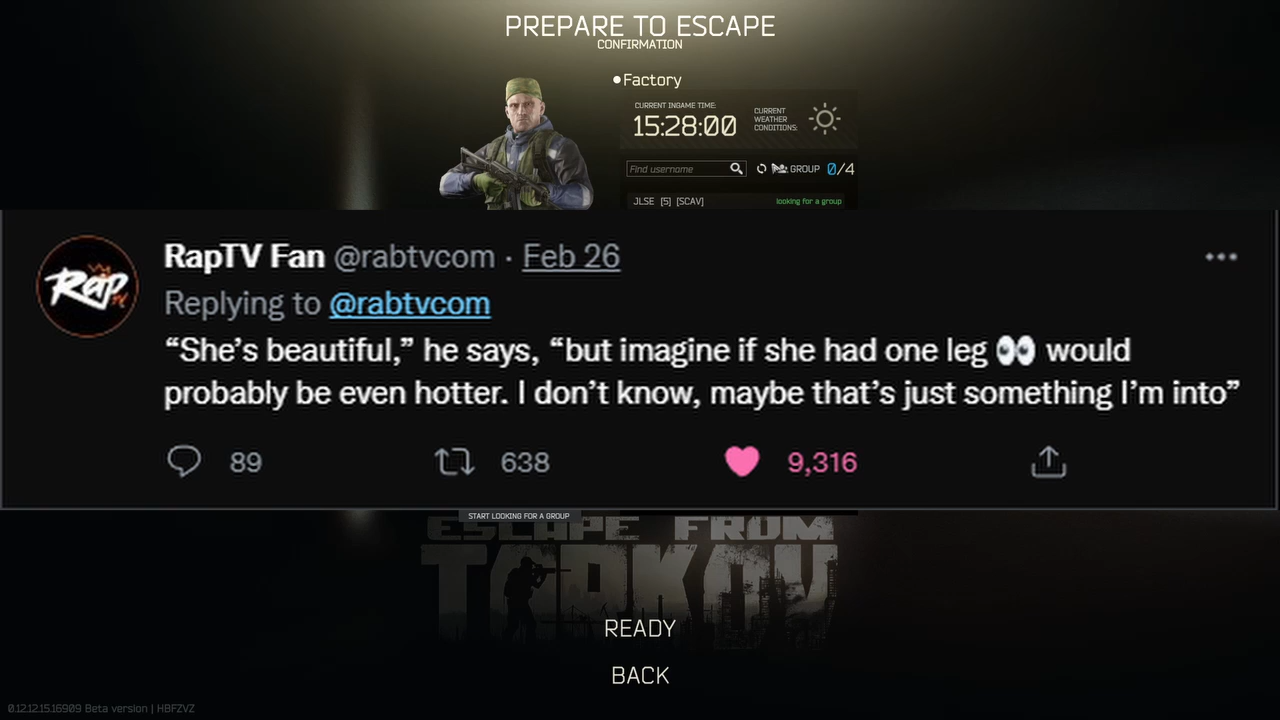 PREPARE TO ESCAPE
CONFIRMATION
Factory
CURRENT INGAME TIME:
15:28:00
CURRENT
WEATHER
CONDITIONS:
Find username
GROUP 0/4
JLSE [5] [SCAV] looking for a group
RAP TV
RapTV Fan @rabtvcom · Feb 26
Replying to @rabtvcom
“She’s beautiful,” he says, “but imagine if she had one leg 👀 would
probably be even hotter. I don’t know, maybe that’s just something I’m into”
89 638 9,316
START LOOKING FOR A GROUP
ESCAPE FROM
TARKOV
READY
BACK
0.12.12.15.16909 Beta version | HBFZVZ